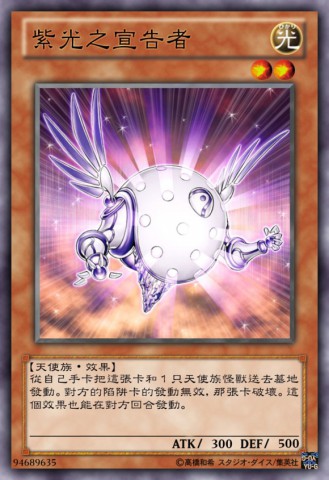 紫光之宣告者
光
【天使族・效果】
從自己手卡把這張卡和1只天使族怪獸送去墓地
發動。對方的陷阱卡的發動無效，那張卡破壞。這
個效果也能在對方回合發動。
ATK/ 300 DEF/ 500
94689635
©高橋和希 スタジオ・ダイス/集英社